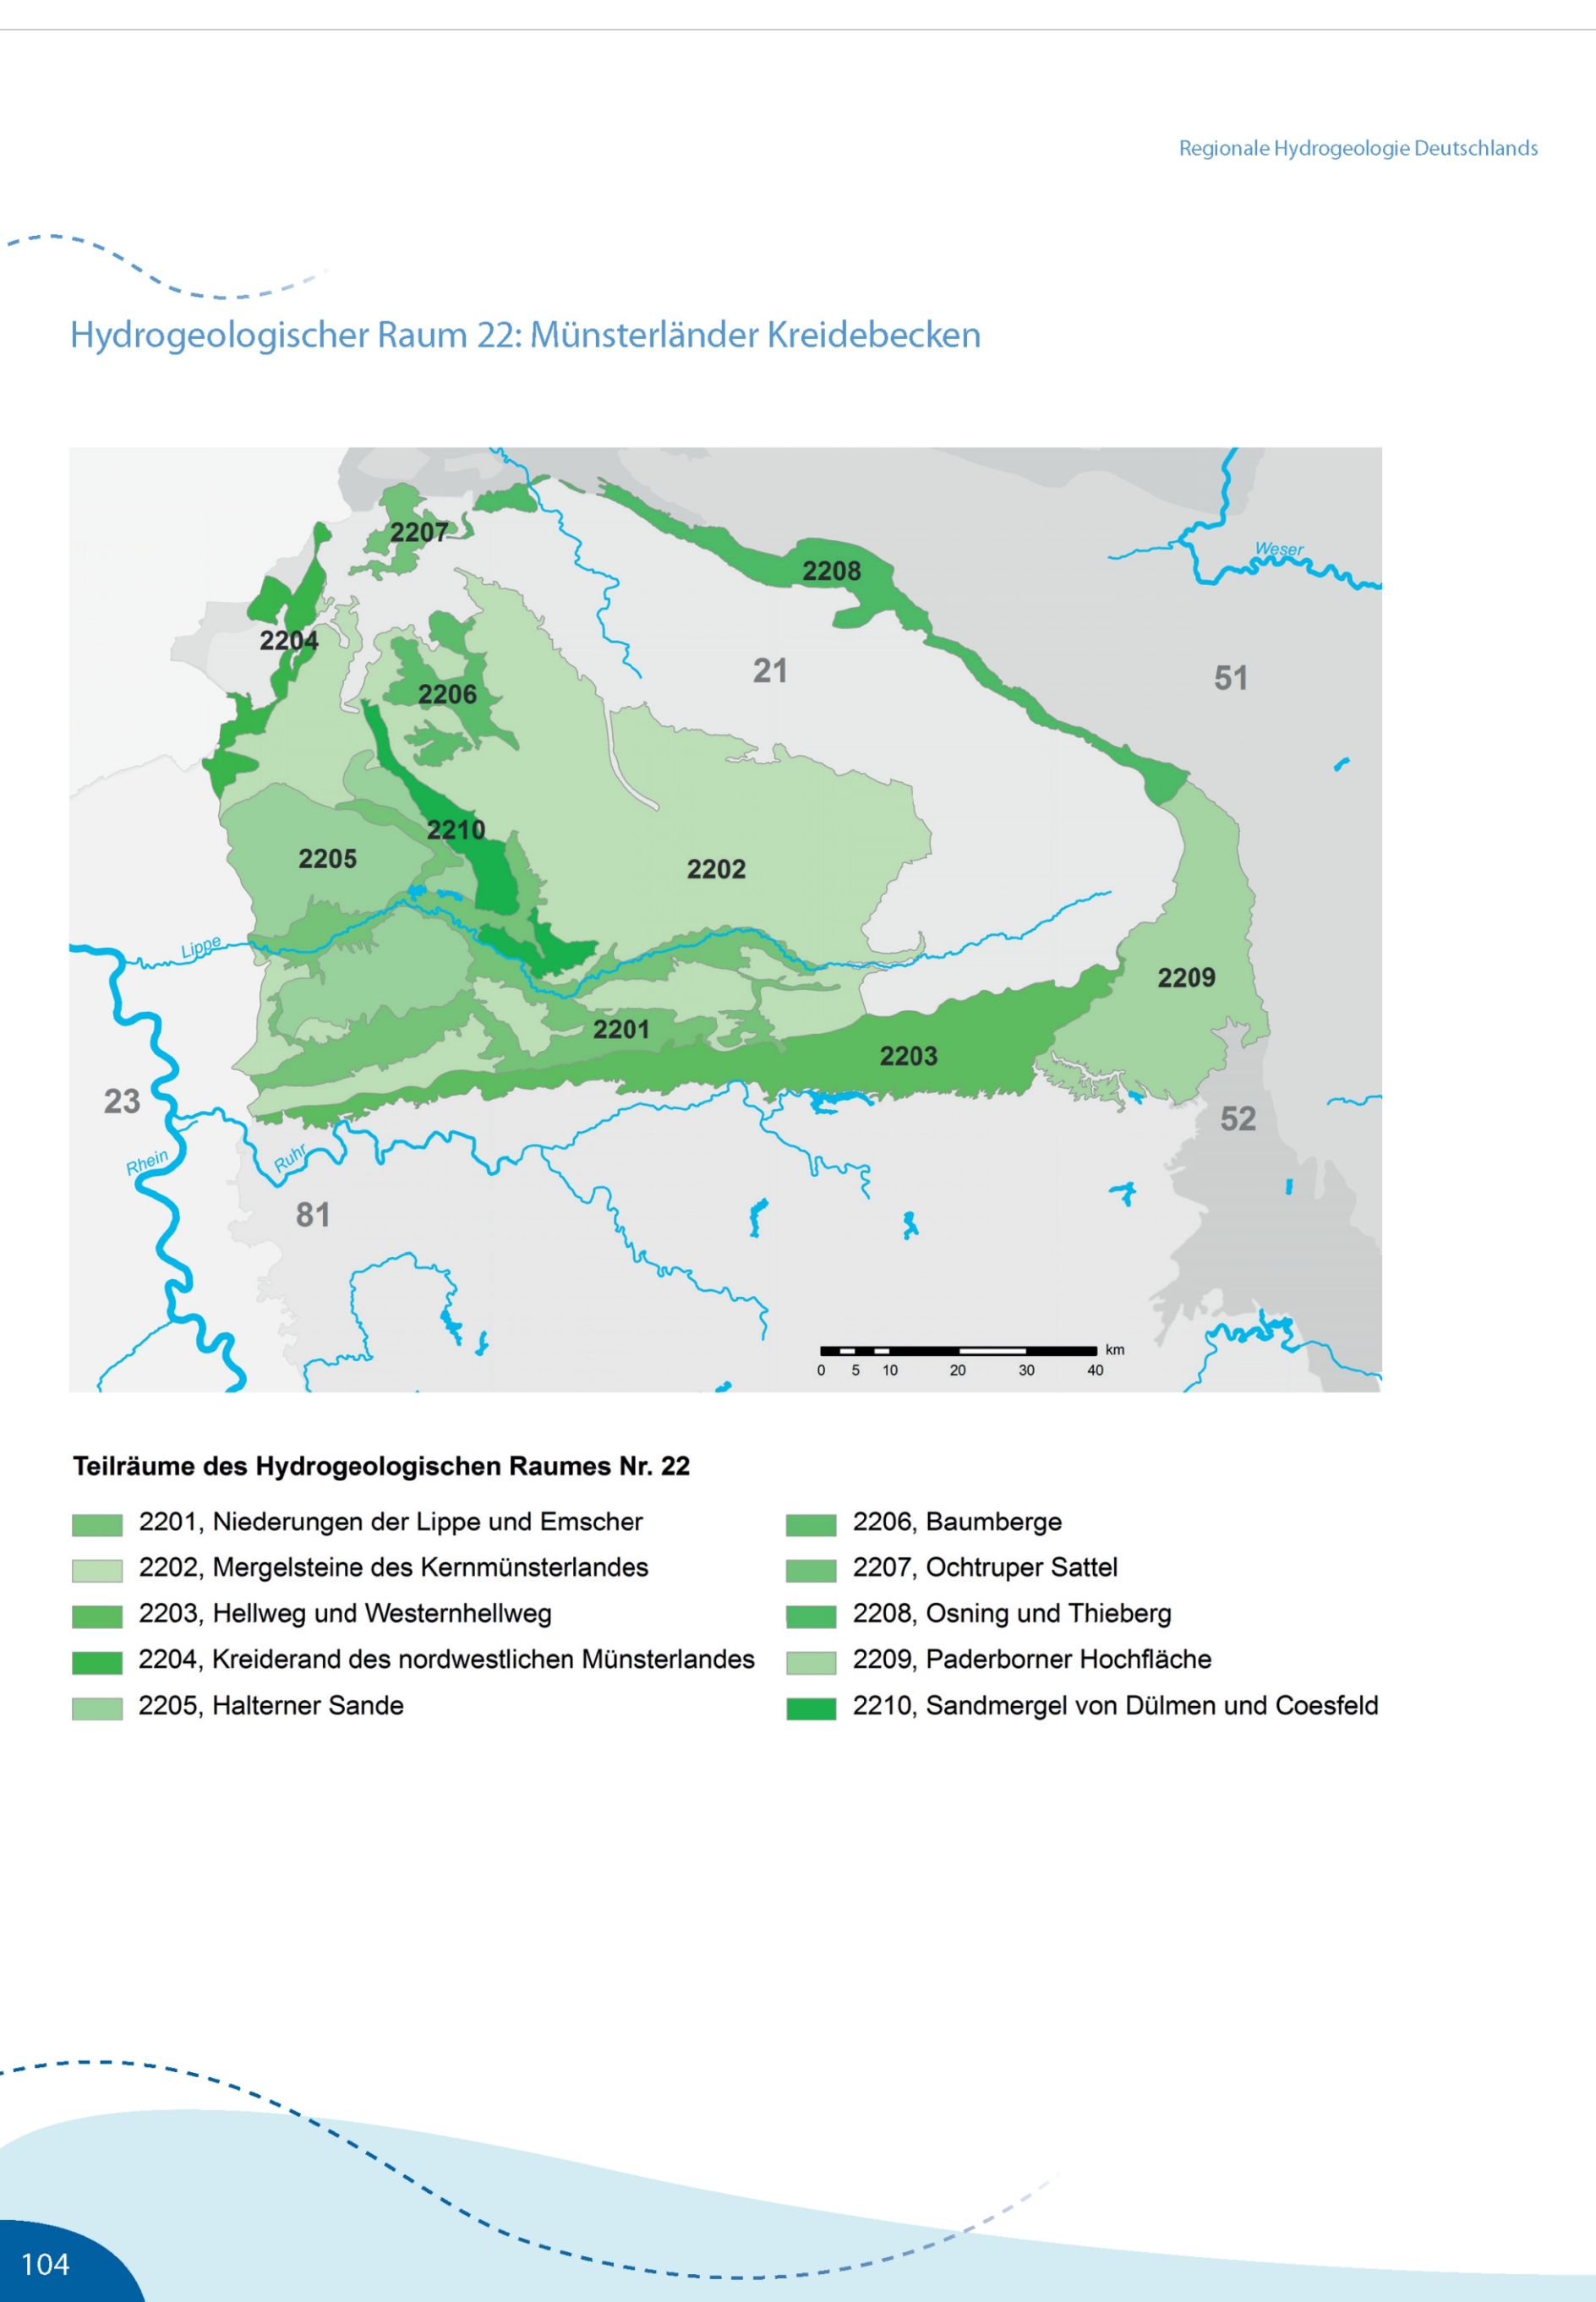 Regionale Hydrogeologie Deutschlands
Hydrogeologischer Raum 22: Münsterländer Kreidebecken
2207
Weser
2208
2204
21
51
2206
2210
2205
2202
Lippe
2209
2201
2203
23
52
Rhein
Ruhr
81
km
0 5 10 20 30 40
Teilräume des Hydrogeologischen Raumes Nr. 22
2201, Niederungen der Lippe und Emscher
2202, Mergelsteine des Kernmünsterlandes
2203, Hellweg und Westernhellweg
2204, Kreiderand des nordwestlichen Münsterlandes
2205, Halterner Sande
2206, Baumberge
2207, Ochtruper Sattel
2208, Osning und Thieberg
2209, Paderborner Hochfläche
2210, Sandmergel von Dülmen und Coesfeld
104